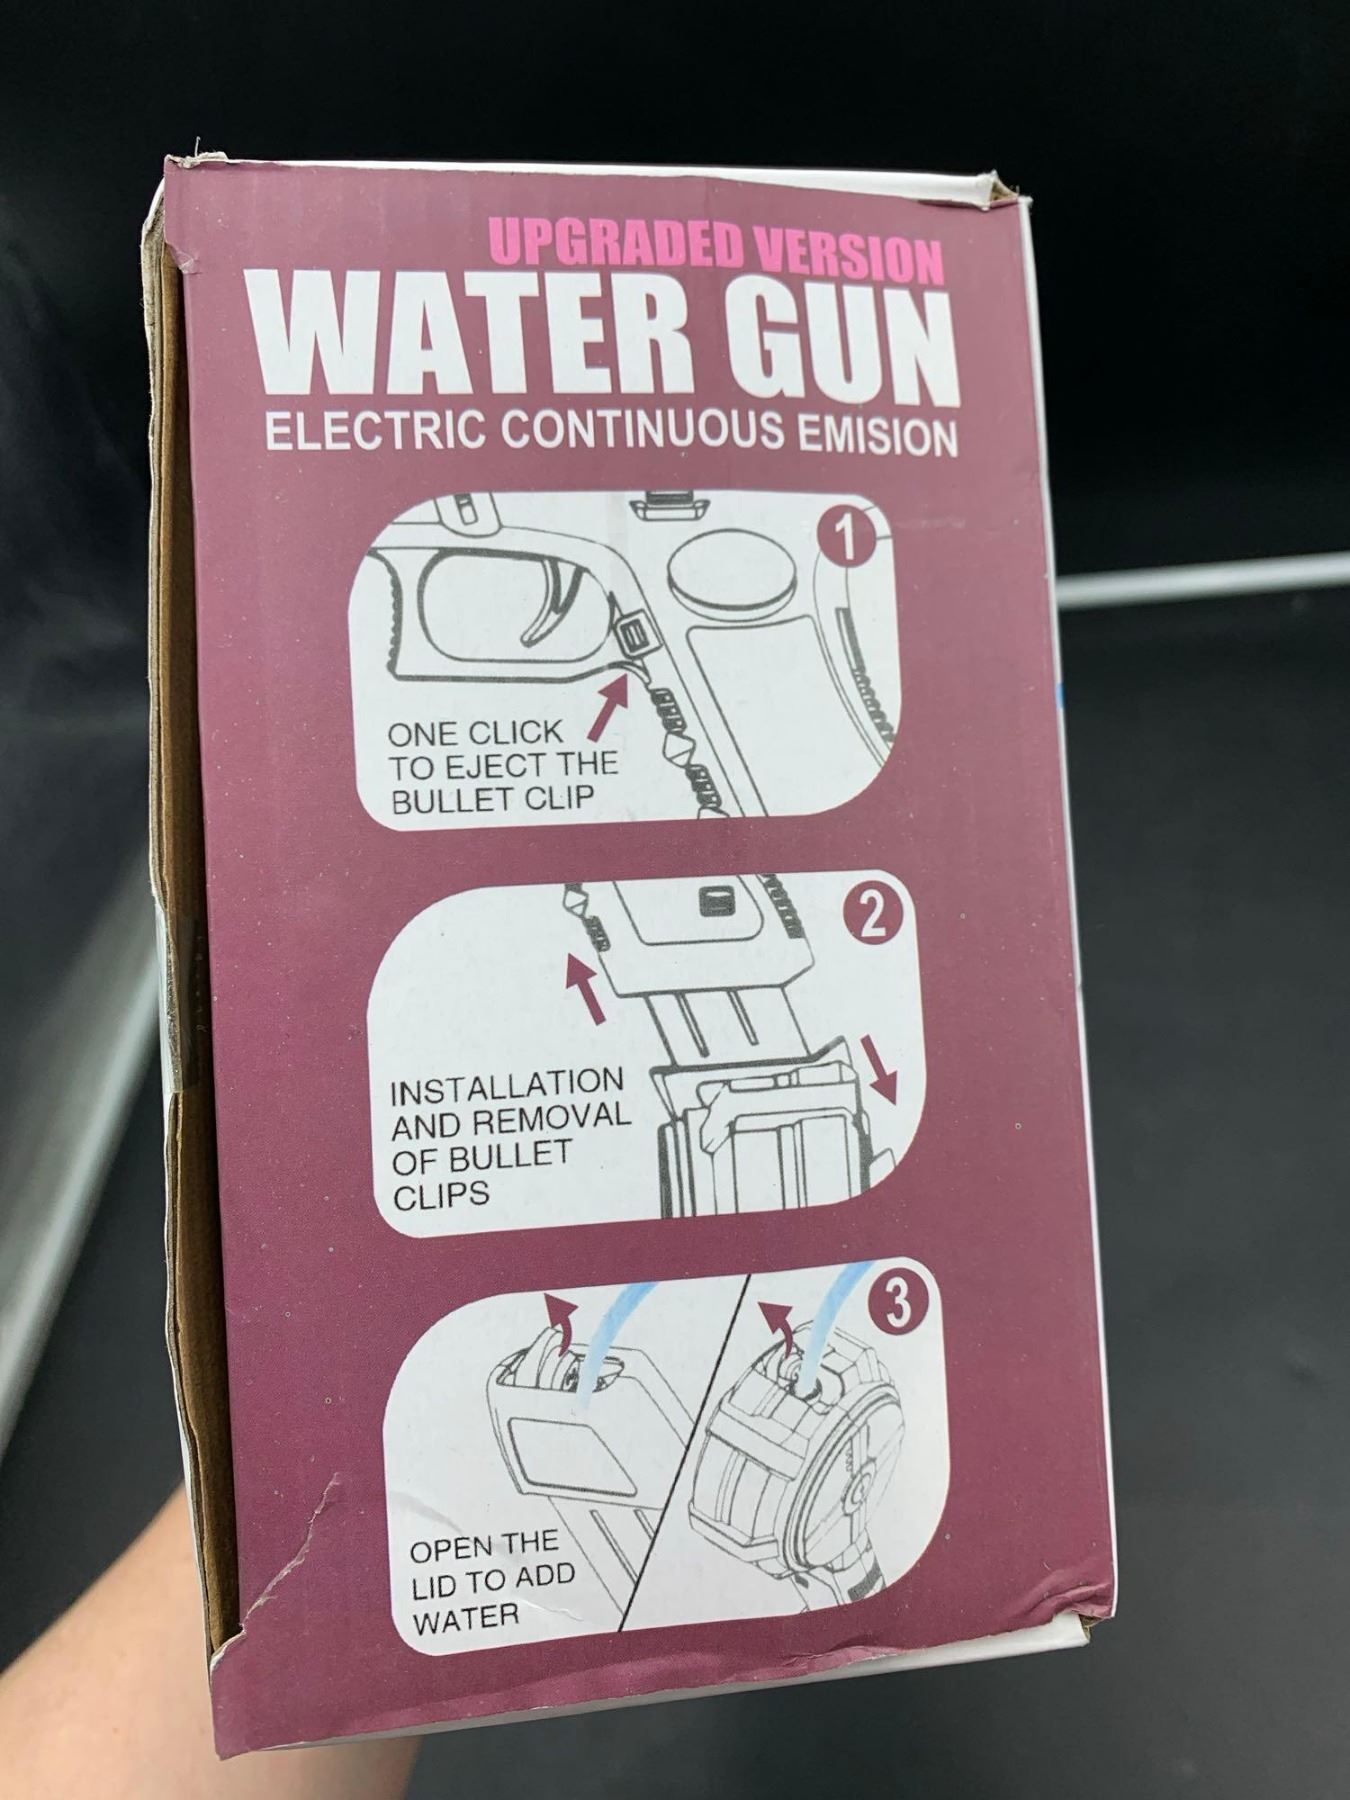 UPGRADED VERSION
WATER GUN
ELECTRIC CONTINUOUS EMISION
1
ONE CLICK
TO EJECT THE
BULLET CLIP
2
INSTALLATION
AND REMOVAL
OF BULLET
CLIPS
3
OPEN THE
LID TO ADD
WATER